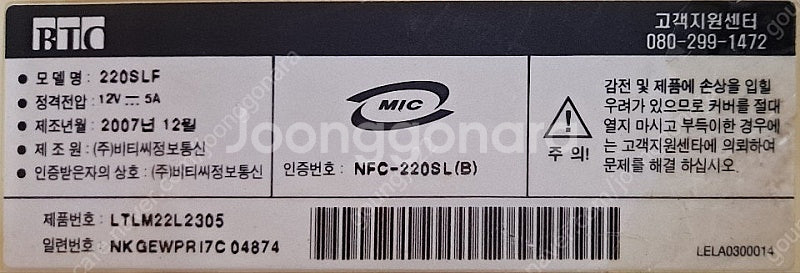 BTC
고객지원센터
080-299-1472
• 모델명 : 220SLF
• 정격전압 : 12V ⎓ 5A
• 제조년월 : 2007년 12월
• 제조원 : (주)비티씨정보통신
• 인증받은자의 상호 : (주)비티씨정보통신
MIC
인증번호 : NFC-220SL(B)
주 의!
감전 및 제품에 손상을 입힐
우려가 있으므로 커버를 절대
열지 마시고 부득이한 경우에
는 고객지원센타에 의뢰하여
문제를 해결 하십시오.
제품번호 : LTLM22L2305
일련번호 : NKGEWPRI7C04874
LELA0300014
Joonggonara